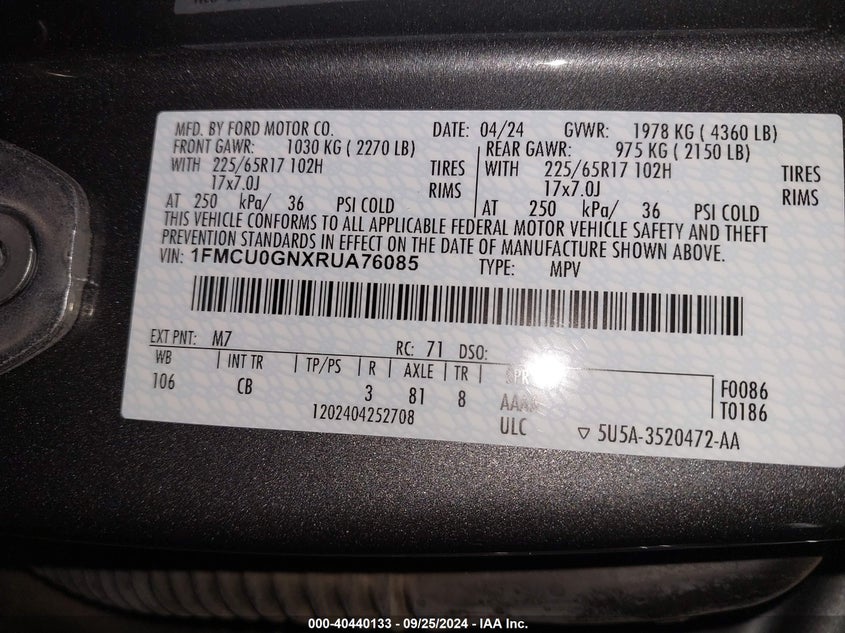 MFD. BY FORD MOTOR CO. DATE: 04/24 GVWR: 1978 KG ( 4360 LB)
FRONT GAWR: 1030 KG ( 2270 LB) REAR GAWR: 975 KG ( 2150 LB)
WITH 225/65R17 102H TIRES WITH 225/65R17 102H TIRES
17x7.0J RIMS 17x7.0J RIMS
AT 250 kPa/ 36 PSI COLD AT 250 kPa/ 36 PSI COLD
THIS VEHICLE CONFORMS TO ALL APPLICABLE FEDERAL MOTOR VEHICLE SAFETY AND THEFT
PREVENTION STANDARDS IN EFFECT ON THE DATE OF MANUFACTURE SHOWN ABOVE.
VIN: 1FMCU0GNXRUA76085 TYPE: MPV
EXT PNT: M7 RC: 71 DSO:
WB INT TR TP/PS R AXLE TR SPR F0086
106 CB 3 81 8 T0186
1202404252708 ULC ▽ 5U5A-3520472-AA
000-40440133 - 09/25/2024 - IAA Inc.